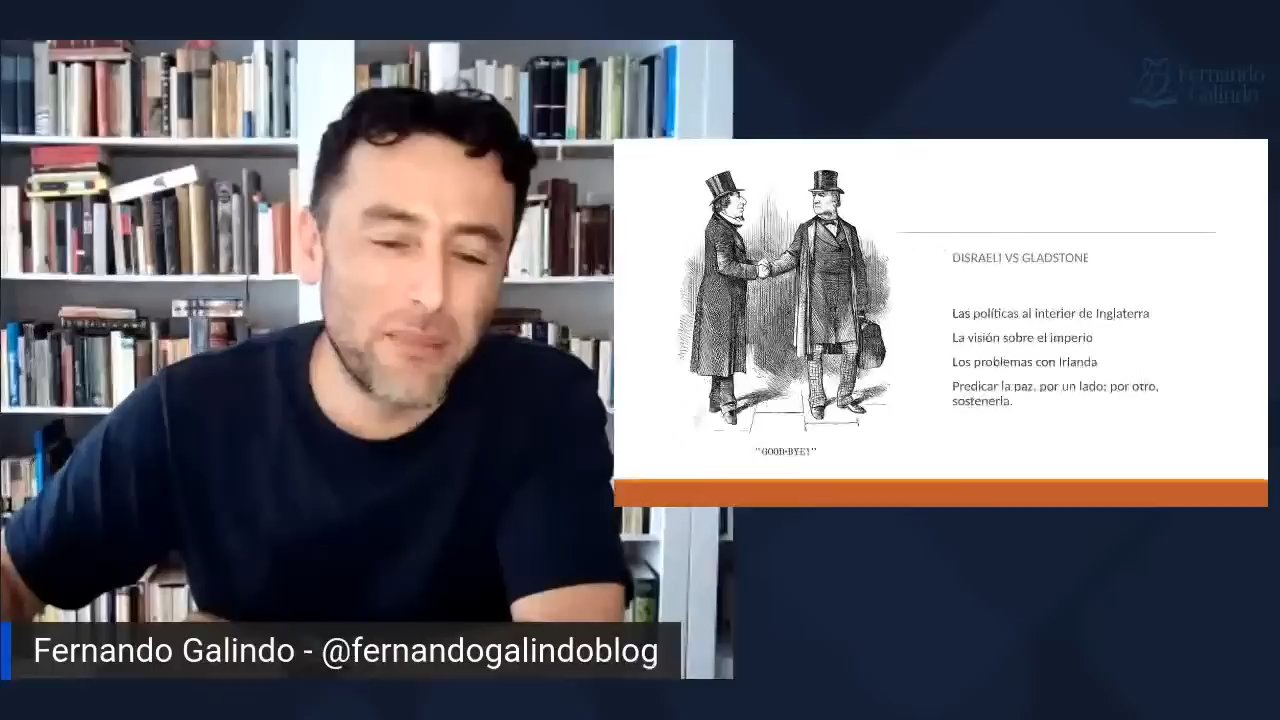 Fernando
Galindo
DISRAELI VS GLADSTONE
Las políticas al interior de Inglaterra
La visión sobre el imperio
Los problemas con Irlanda
Predicar la paz, por un lado; por otro,
sostenerla.
"GOOD-BYE!"
Fernando Galindo - @fernandogalindoblog